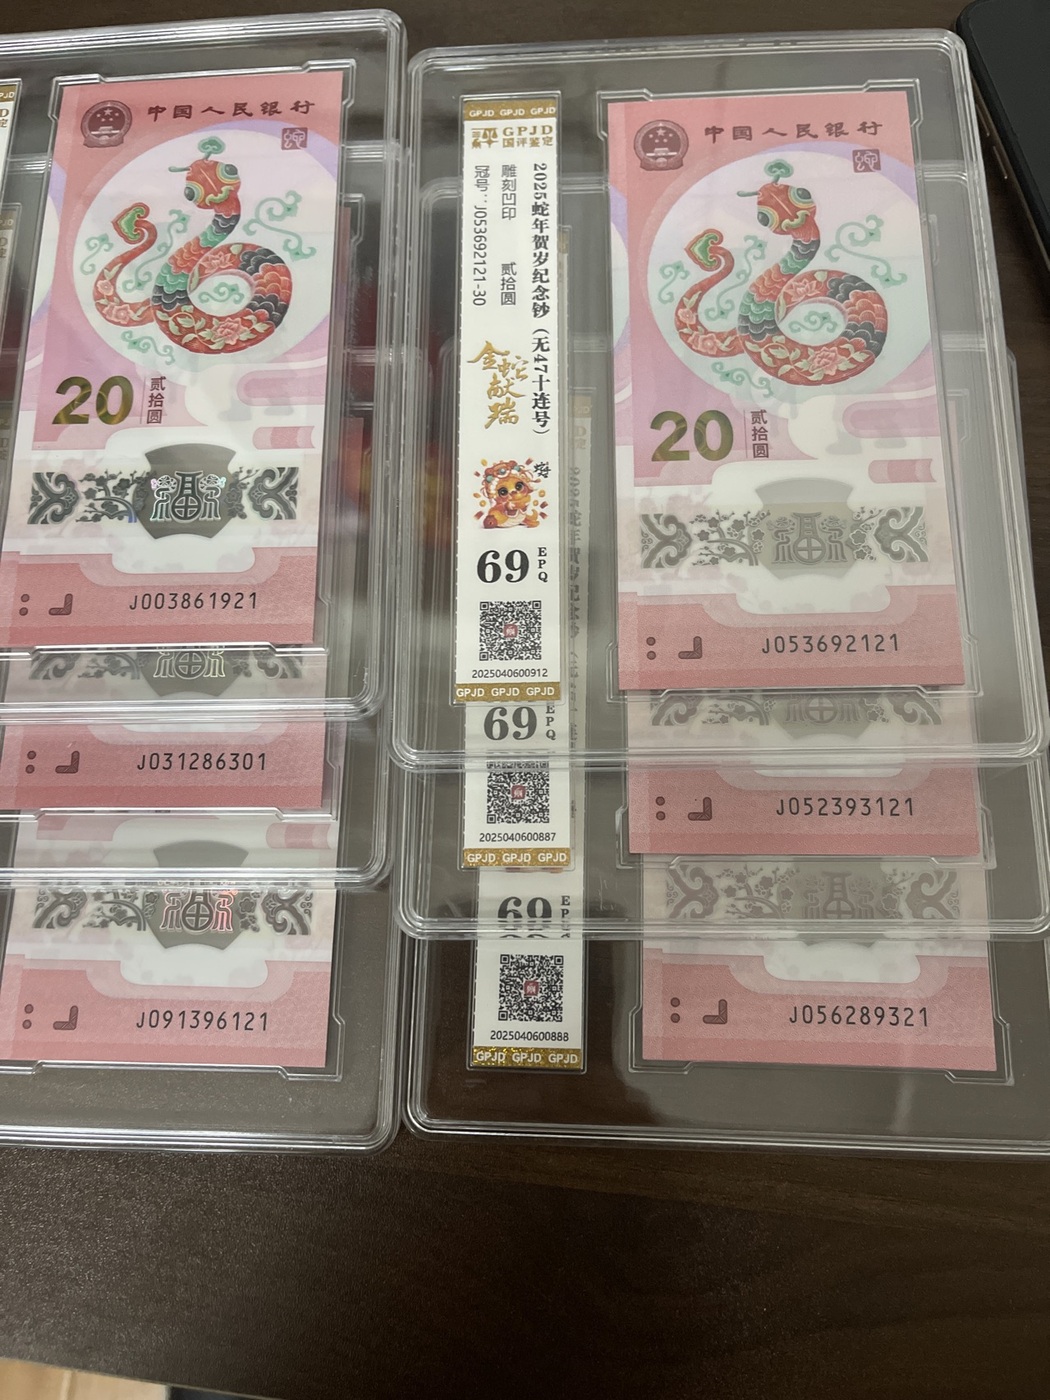 中国人民银行
20
贰拾圆
J003861921
J031286301
J091396121
GPJD GPJD GPJD
GPJD
国评鉴定
2025蛇年贺岁纪念钞（无47十连号）
雕刻凹印 贰拾圆
冠号：J053692121-30
金蛇献瑞
69 EPQ
2025040600912
GPJD GPJD GPJD
69 EPQ
2025040600887
GPJD GPJD GPJD
69
2025040600888
GPJD GPJD GPJD
中国人民银行
20
贰拾圆
J053692121
J052393121
J056289321